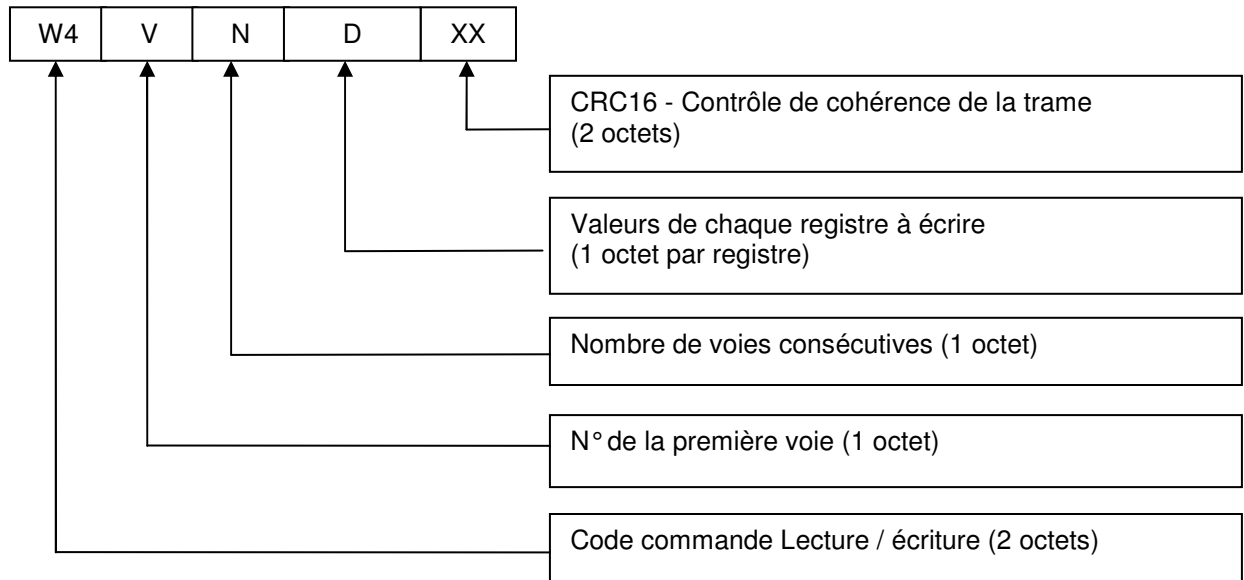 W4 V N D XX
CRC16 - Contrôle de cohérence de la trame
(2 octets)
Valeurs de chaque registre à écrire
(1 octet par registre)
Nombre de voies consécutives (1 octet)
N° de la première voie (1 octet)
Code commande Lecture / écriture (2 octets)